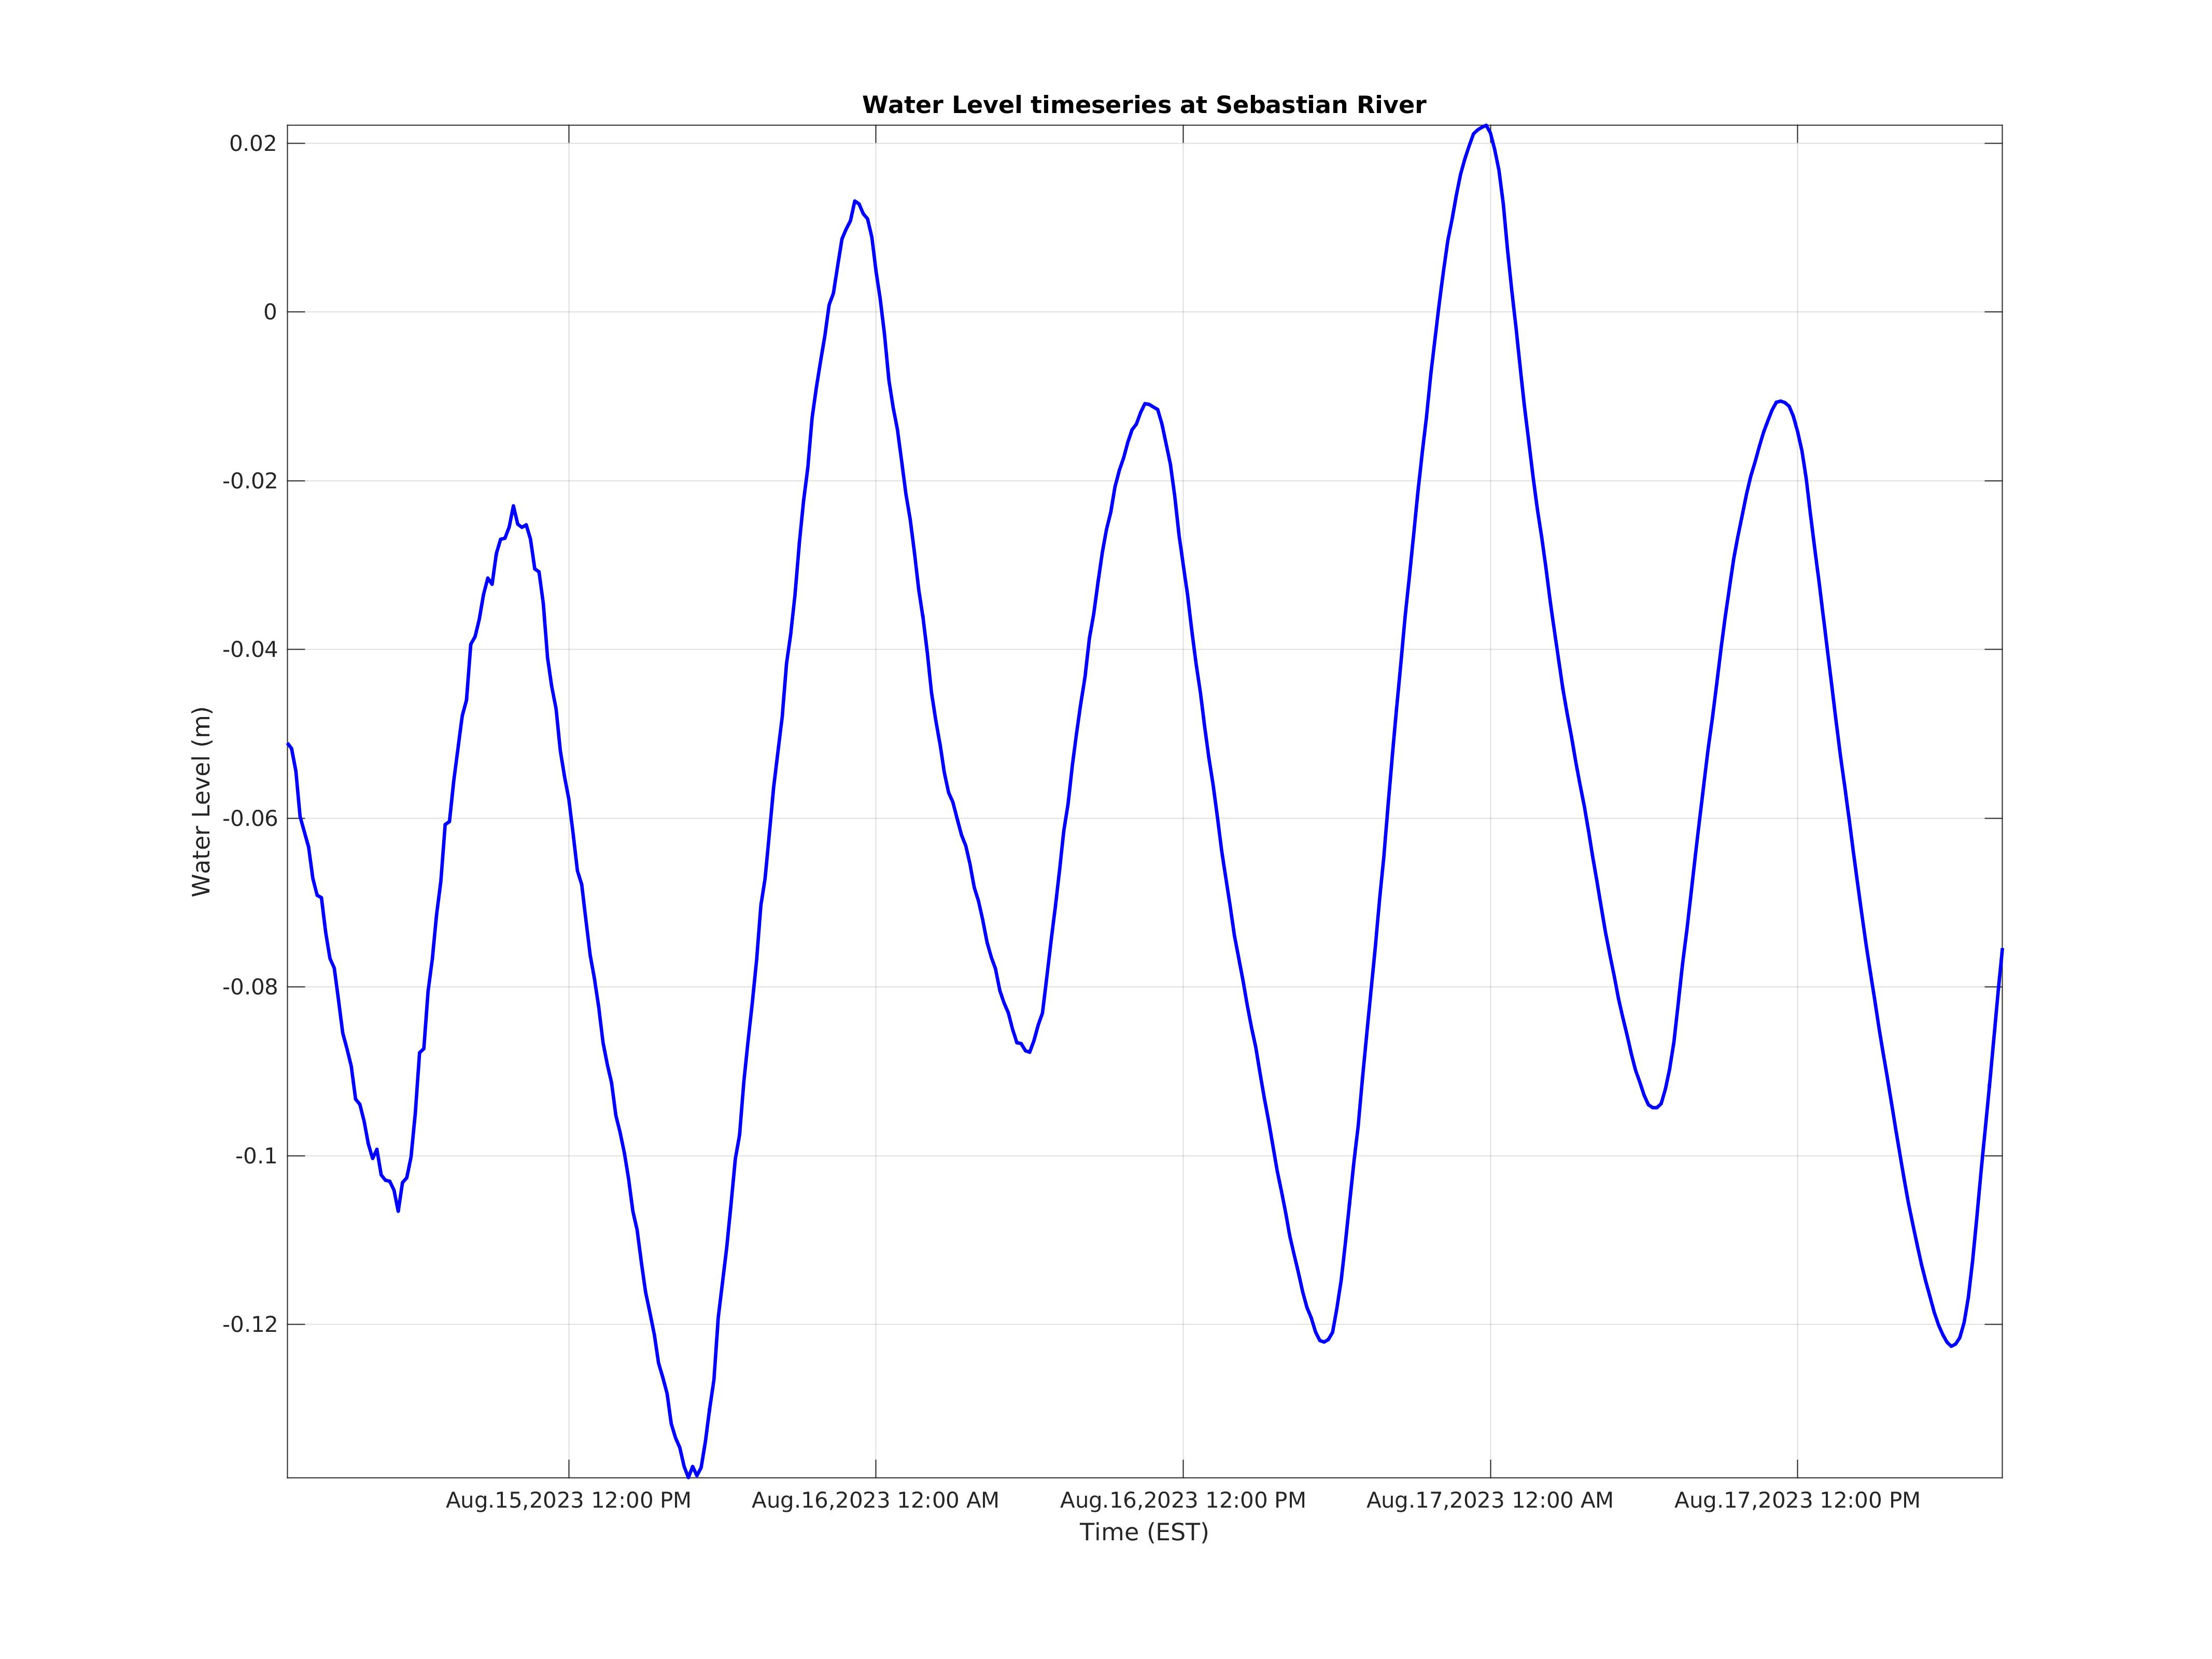 Water Level timeseries at Sebastian River
0.02
0
-0.02
-0.04
-0.06
-0.08
-0.1
-0.12
Water Level (m)
Aug.15,2023 12:00 PM Aug.16,2023 12:00 AM Aug.16,2023 12:00 PM Aug.17,2023 12:00 AM Aug.17,2023 12:00 PM
Time (EST)